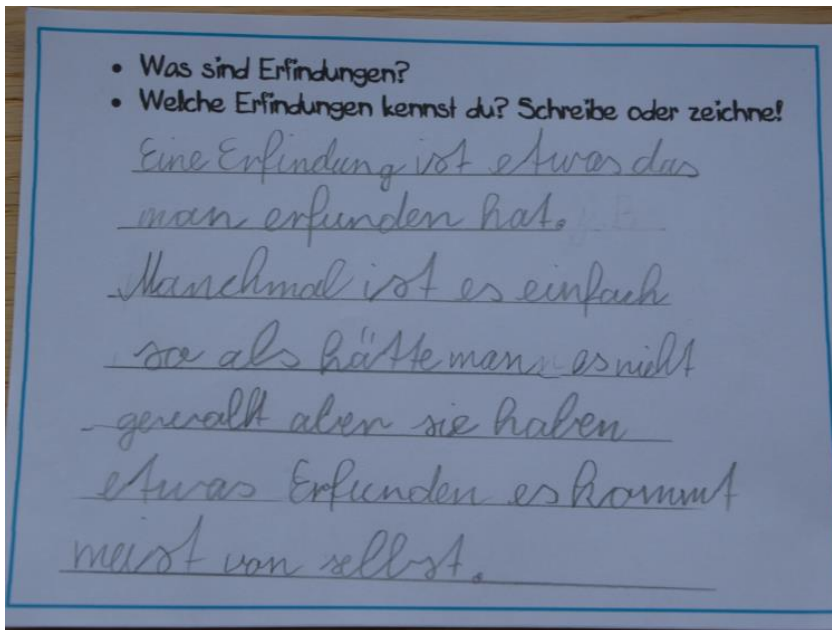 • Was sind Erfindungen?
• Welche Erfindungen kennst du? Schreibe oder zeichne!
Eine Erfindung ist etwas das
man erfunden hat.
Manchmal ist es einfach
so als hätte man es nicht
gewollt aber sie haben
etwas Erfunden es kommt
meist von selbst.